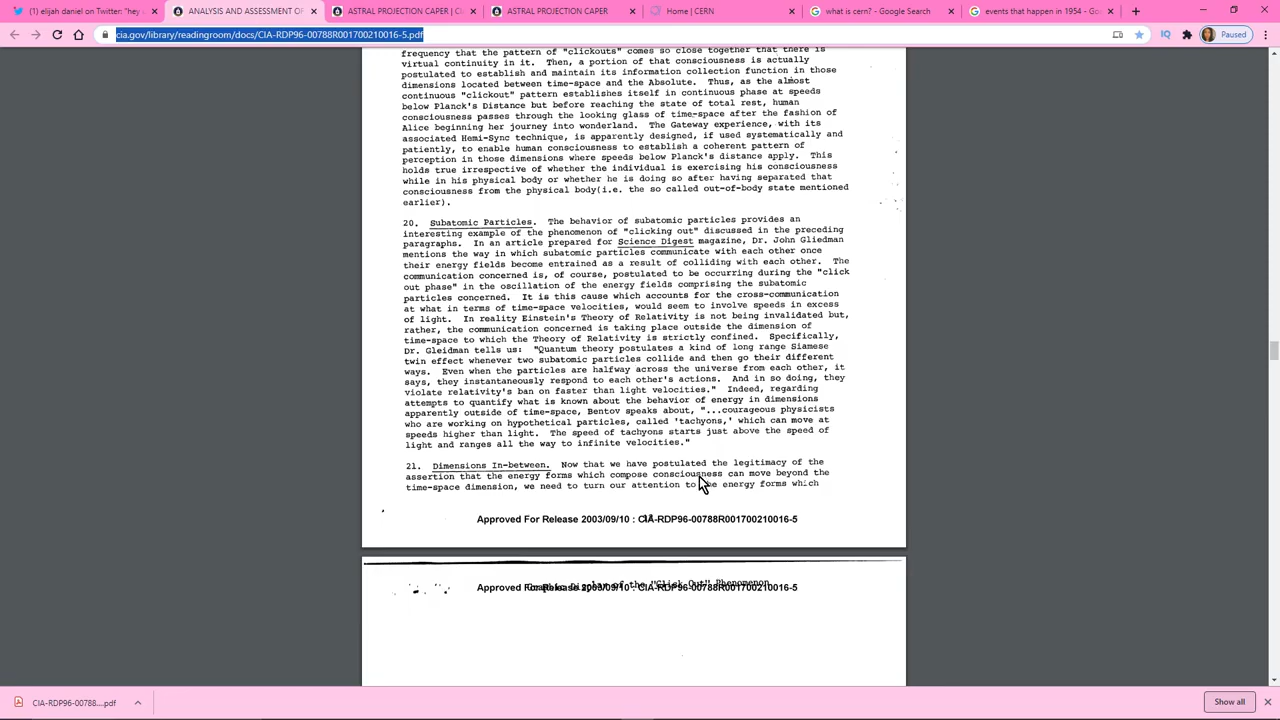 (1) elijah daniel on Twitter: "hey
ANALYSIS AND ASSESSMENT OF
ASTRAL PROJECTION CAPER | Cl
ASTRAL PROJECTION CAPER
Home | CERN
what is cern? - Google Search
events that happen in 1954 - Goo
cia.gov/library/readingroom/docs/CIA-RDP96-00788R001700210016-5.pdf
Paused
frequency that the pattern of "clickouts" comes so close together that there is
virtual continuity in it. Then, a portion of that consciousness is actually
postulated to establish and maintain its information collection function in those
dimensions located between time-space and the Absolute. Thus, as the almost
continuous "clickout" pattern establishes itself in continuous phase at speeds
below Planck's Distance but before reaching the state of total rest, human
consciousness passes through the looking glass of time-space after the fashion of
Alice beginning her journey into wonderland. The Gateway experience, with its
associated Hemi-Sync technique, is apparently designed, if used systematically and
patiently, to enable human consciousness to establish a coherent pattern of
perception in those dimensions where speeds below Planck's distance apply. This
holds true irrespective of whether the individual is exercising his consciousness
while in his physical body or whether he is doing so after having separated that
consciousness from the physical body(i.e. the so called out-of-body state mentioned
earlier).
20. Subatomic Particles. The behavior of subatomic particles provides an
interesting example of the phenomenon of "clicking out" discussed in the preceding
paragraphs. In an article prepared for Science Digest magazine, Dr. John Gliedman
mentions the way in which subatomic particles communicate with each other once
their energy fields become entrained as a result of colliding with each other. The
communication concerned is, of course, postulated to be occurring during the "click
out phase" in the oscillation of the energy fields comprising the subatomic
particles concerned. It is this cause which accounts for the cross-communication
at what in terms of time-space velocities, would seem to involve speeds in excess
of light. In reality Einstein's Theory of Relativity is not being invalidated but,
rather, the communication concerned is taking place outside the dimension of
time-space to which the Theory of Relativity is strictly confined. Specifically,
Dr. Gleidman tells us: "Quantum theory postulates a kind of long range Siamese
twin effect whenever two subatomic particles collide and then go their different
ways. Even when the particles are halfway across the universe from each other, it
says, they instantaneously respond to each other's actions. And in so doing, they
violate relativity's ban on faster than light velocities." Indeed, regarding
attempts to quantify what is known about the behavior of energy in dimensions
apparently outside of time-space, Bentov speaks about, "...courageous physicists
who are working on hypothetical particles, called 'tachyons,' which can move at
speeds higher than light. The speed of tachyons starts just above the speed of
light and ranges all the way to infinite velocities."
21. Dimensions In-between. Now that we have postulated the legitimacy of the
assertion that the energy forms which compose consciousness can move beyond the
time-space dimension, we need to turn our attention to the energy forms which
Approved For Release 2003/09/10 : CIA-RDP96-00788R001700210016-5
of the "Click Out" Phenomenon
Approved For Release 2003/09/10 : CIA-RDP96-00788R001700210016-5
CIA-RDP96-00788....pdf
Show all